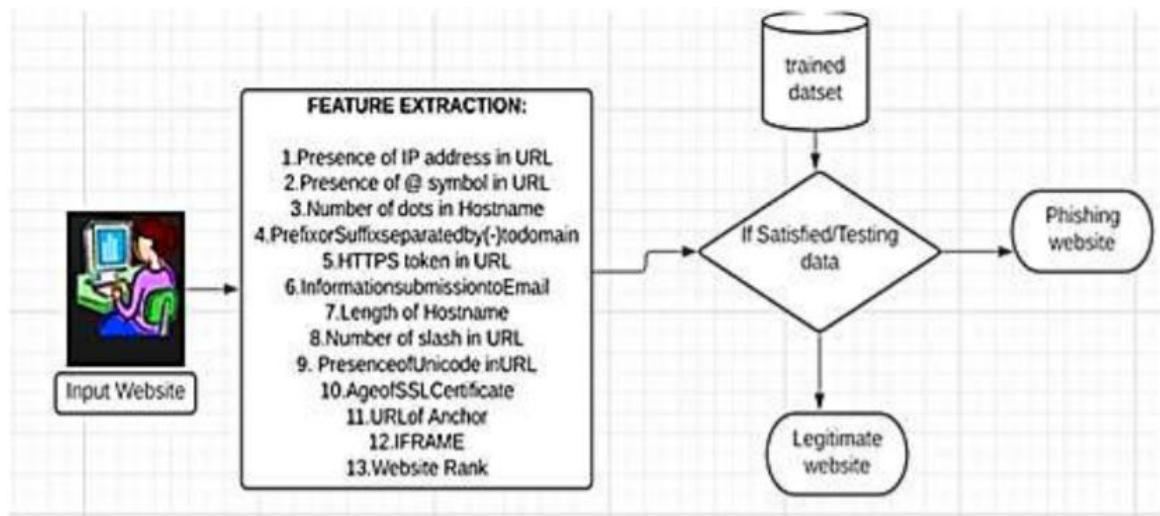 trained
datset
FEATURE EXTRACTION:
1.Presence of IP address in URL
2.Presence of @ symbol in URL
3.Number of dots in Hostname
4.PrefixorSuffixseparatedby(-)todomain
5.HTTPS token in URL
6.InformationsubmissiontoEmail
7.Length of Hostname
8.Number of slash in URL
9. PresenceofUnicode inURL
10.AgeofSSLCertificate
11.URLof Anchor
12.IFRAME
13.Website Rank
Input Website
If Satisfied/Testing
data
Phishing
website
Legitimate
website